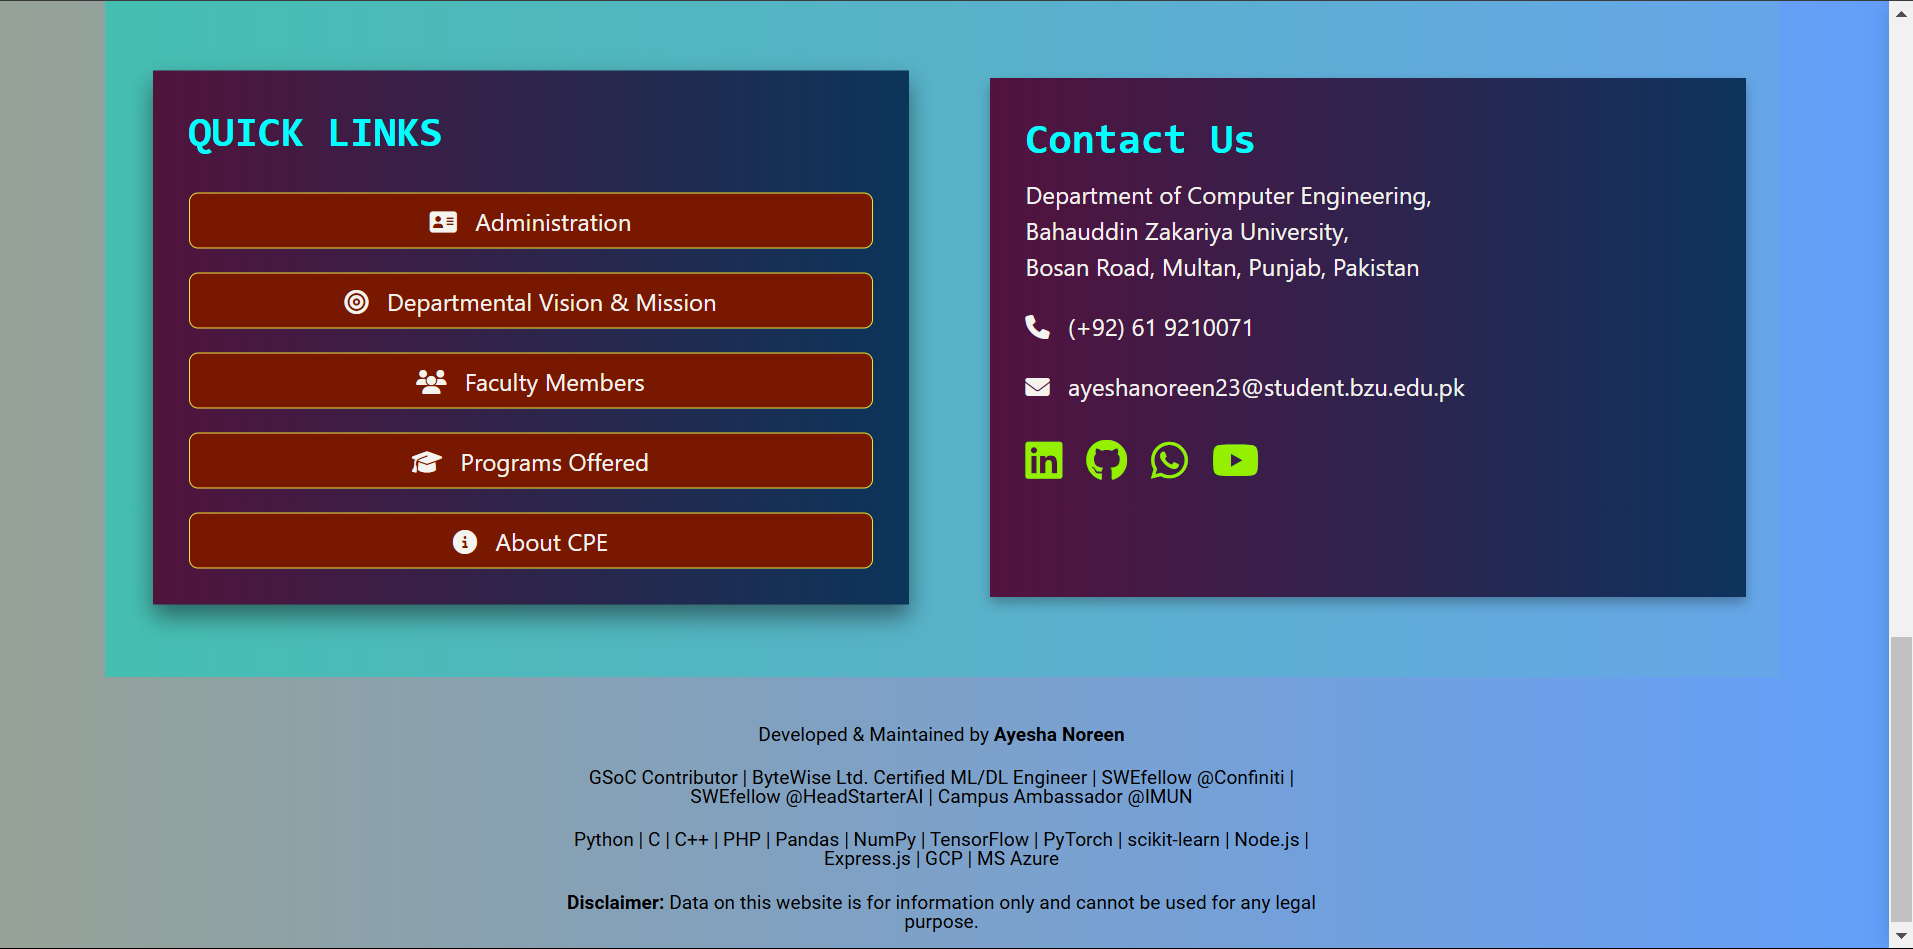 QUICK LINKS
Administration
Departmental Vision & Mission
Faculty Members
Programs Offered
About CPE
Contact Us
Department of Computer Engineering,
Bahauddin Zakariya University,
Bosan Road, Multan, Punjab, Pakistan
(+92) 61 9210071
ayeshanoreen23@student.bzu.edu.pk
Developed & Maintained by Ayesha Noreen
GSoC Contributor | ByteWise Ltd. Certified ML/DL Engineer | SWEfellow @Confiniti |
SWEfellow @HeadStarterAI | Campus Ambassador @IMUN
Python | C | C++ | PHP | Pandas | NumPy | TensorFlow | PyTorch | scikit-learn | Node.js |
Express.js | GCP | MS Azure
Disclaimer: Data on this website is for information only and cannot be used for any legal
purpose.